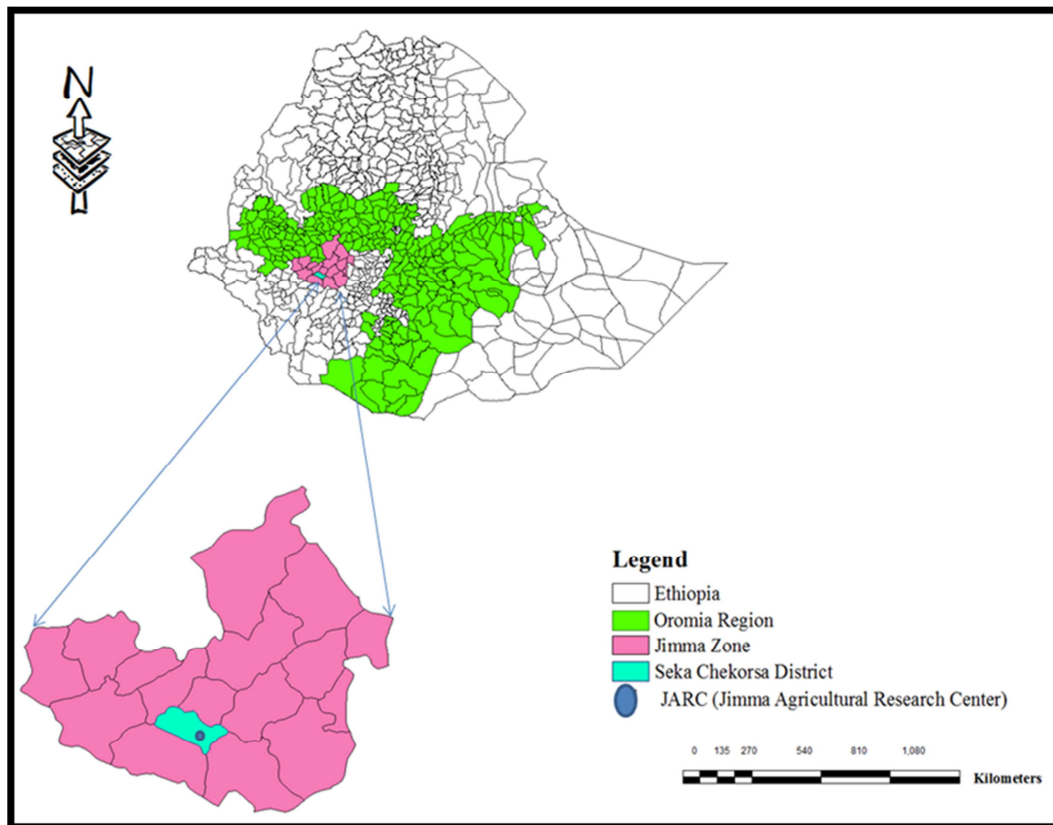 N
Legend
Ethiopia
Oromia Region
Jimma Zone
Seka Chekorsa District
JARC (Jimma Agricultural Research Center)
0 135 270 540 810 1,080
Kilometers